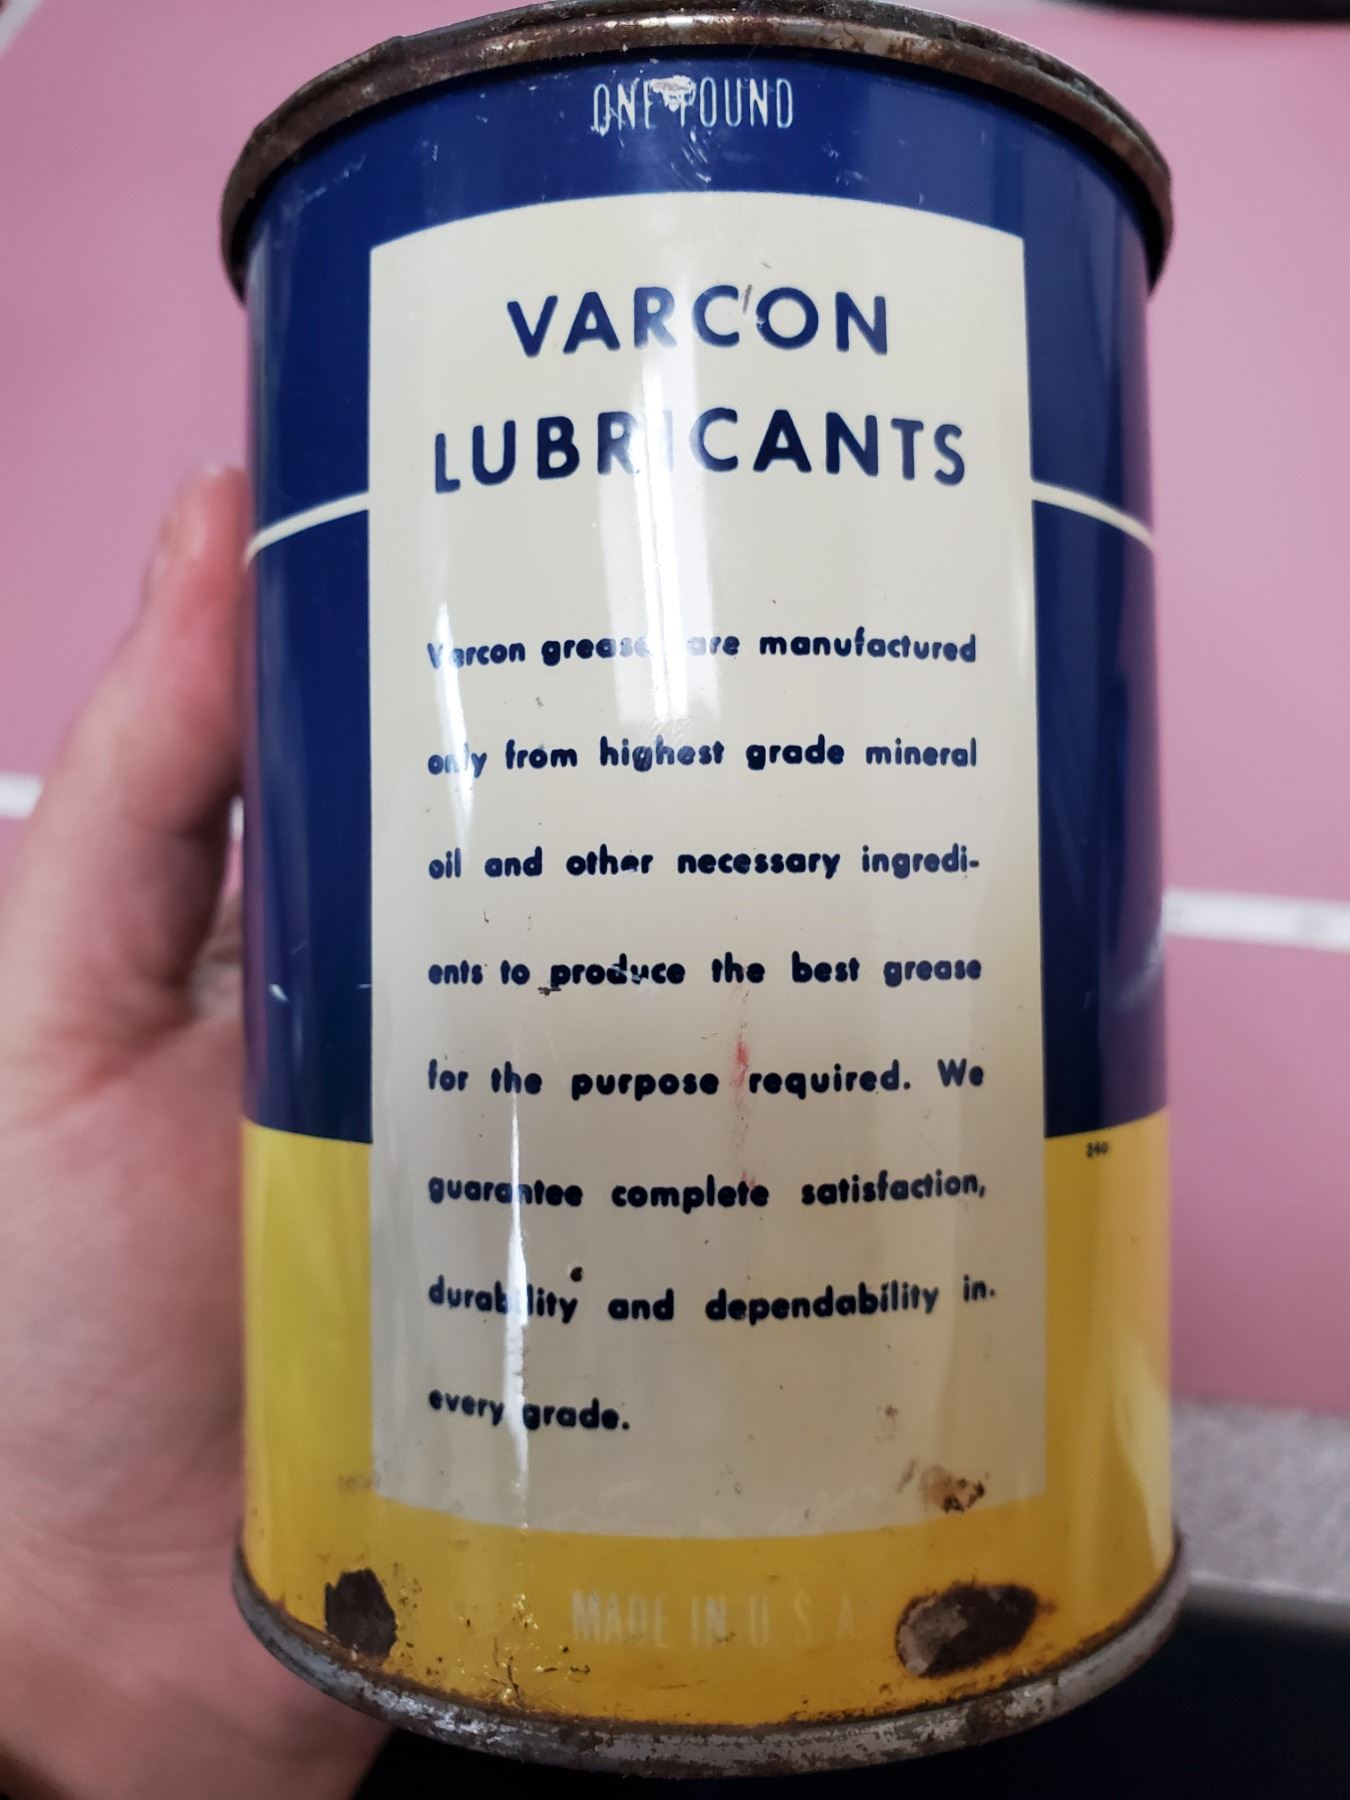 ONE POUND
VARCON
LUBRICANTS
Varcon greases are manufactured
only from highest grade mineral
oil and other necessary ingredi-
ents to produce the best grease
for the purpose required. We
guarantee complete satisfaction,
durability and dependability in
every grade.
240
MADE IN U.S.A